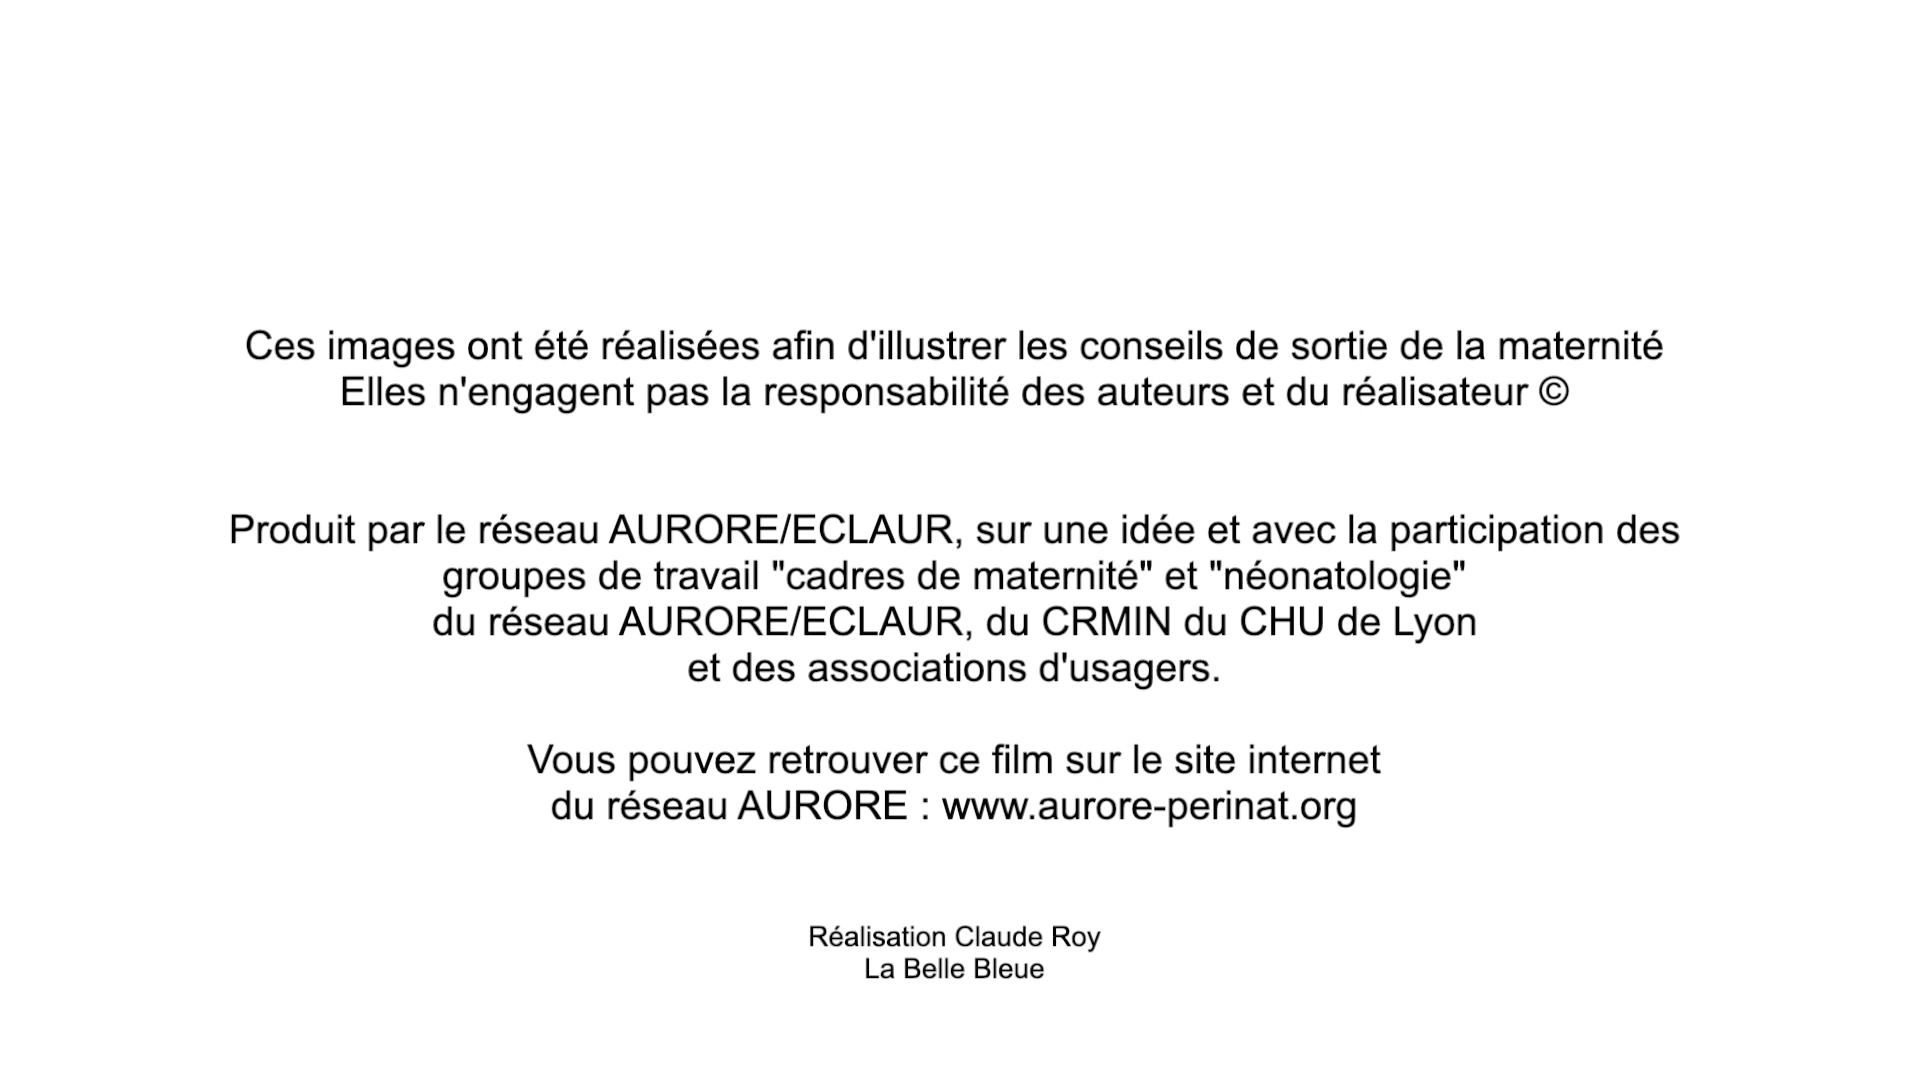 Ces images ont été réalisées afin d'illustrer les conseils de sortie de la maternité
Elles n'engagent pas la responsabilité des auteurs et du réalisateur ©
Produit par le réseau AURORE/ECLAUR, sur une idée et avec la participation des
groupes de travail "cadres de maternité" et "néonatologie"
du réseau AURORE/ECLAUR, du CRMIN du CHU de Lyon
et des associations d'usagers.
Vous pouvez retrouver ce film sur le site internet
du réseau AURORE : www.aurore-perinat.org
Réalisation Claude Roy
La Belle Bleue